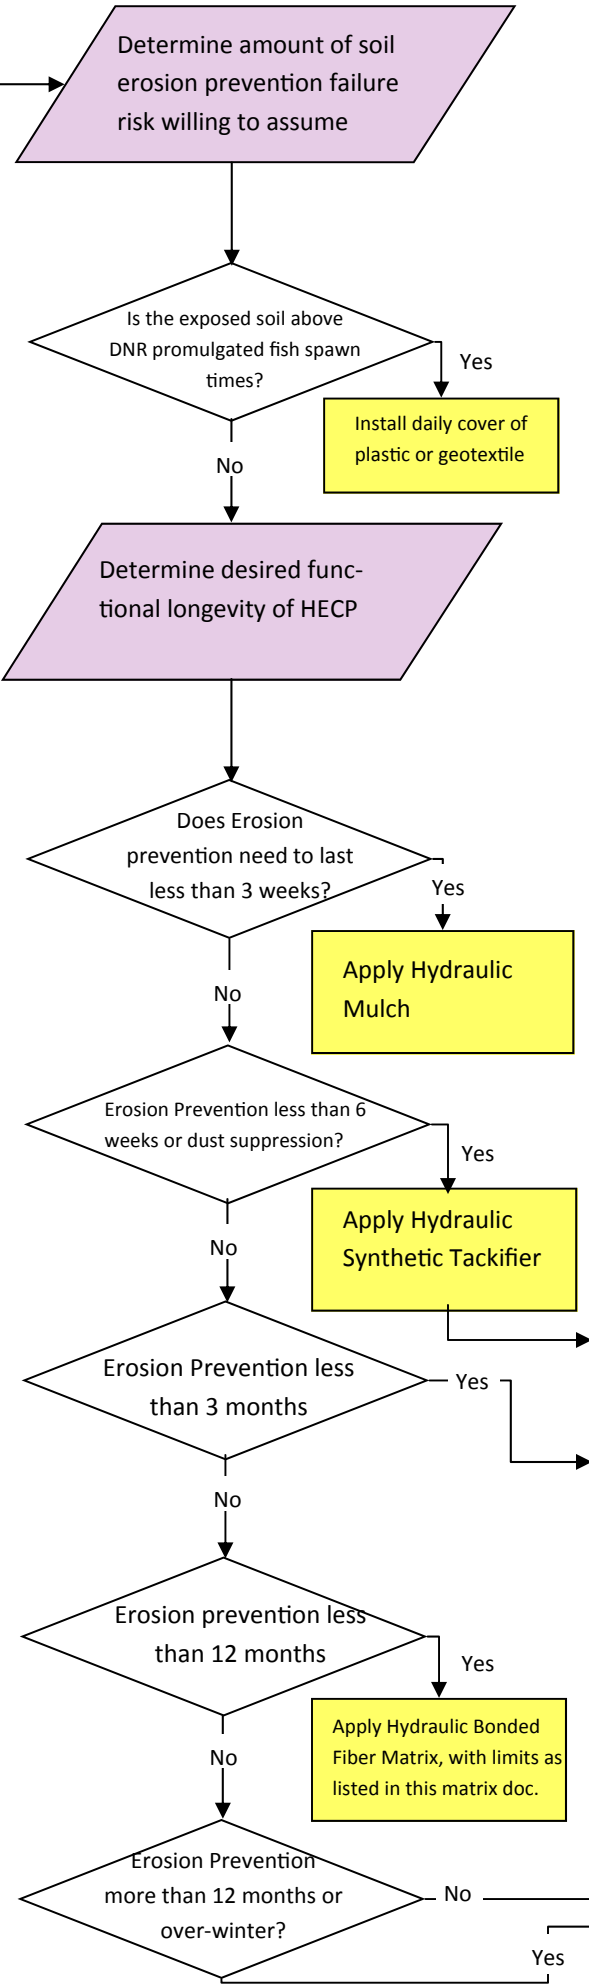 Determine amount of soil
erosion prevention failure
risk willing to assume
Is the exposed soil above
DNR promulgated fish spawn
times?
Yes
Install daily cover of
plastic or geotextile
No
Determine desired func-
tional longevity of HECP
Does Erosion
prevention need to last
less than 3 weeks?
Yes
Apply Hydraulic
Mulch
No
Erosion Prevention less than 6
weeks or dust suppression?
Yes
Apply Hydraulic
Synthetic Tackifier
No
Erosion Prevention less
than 3 months
Yes
No
Erosion prevention less
than 12 months
Yes
Apply Hydraulic Bonded
Fiber Matrix, with limits as
listed in this matrix doc.
No
Erosion Prevention
more than 12 months or
over-winter?
No
Yes